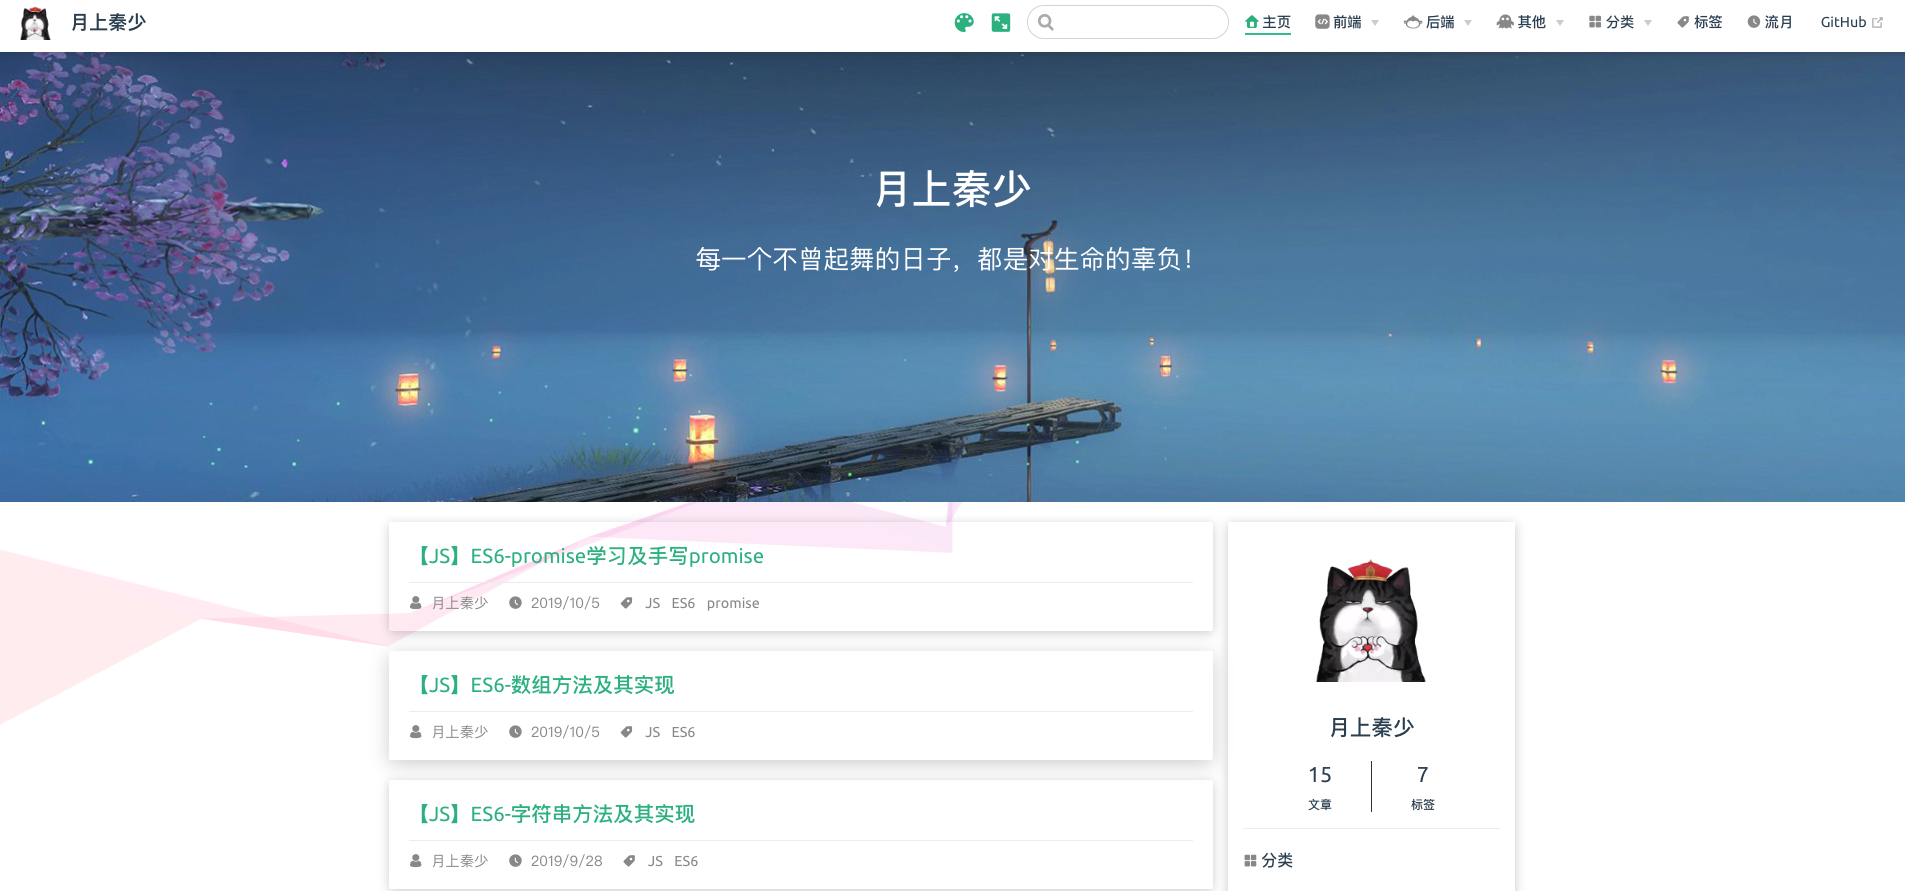 月上秦少
主页 前端 后端 其他 分类 标签 流月 GitHub
月上秦少
每一个不曾起舞的日子，都是对生命的辜负！
【JS】ES6-promise学习及手写promise
月上秦少 2019/10/5 JS ES6 promise
【JS】ES6-数组方法及其实现
月上秦少 2019/10/5 JS ES6
【JS】ES6-字符串方法及其实现
月上秦少 2019/9/28 JS ES6
月上秦少
15 7
文章 标签
分类